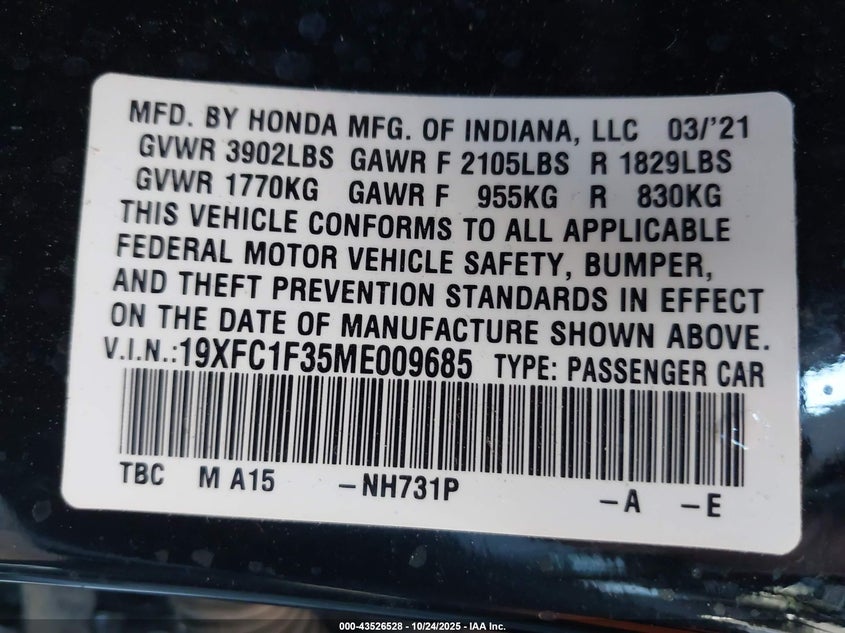 MFD. BY HONDA MFG. OF INDIANA, LLC 03/'21
GVWR 3902LBS GAWR F 2105LBS R 1829LBS
GVWR 1770KG GAWR F 955KG R 830KG
THIS VEHICLE CONFORMS TO ALL APPLICABLE
FEDERAL MOTOR VEHICLE SAFETY, BUMPER,
AND THEFT PREVENTION STANDARDS IN EFFECT
ON THE DATE OF MANUFACTURE SHOWN ABOVE.
V.I.N.:19XFC1F35ME009685 TYPE: PASSENGER CAR
TBC M A15 -NH731P -A -E
000-43526528 - 10/24/2025 - IAA Inc.